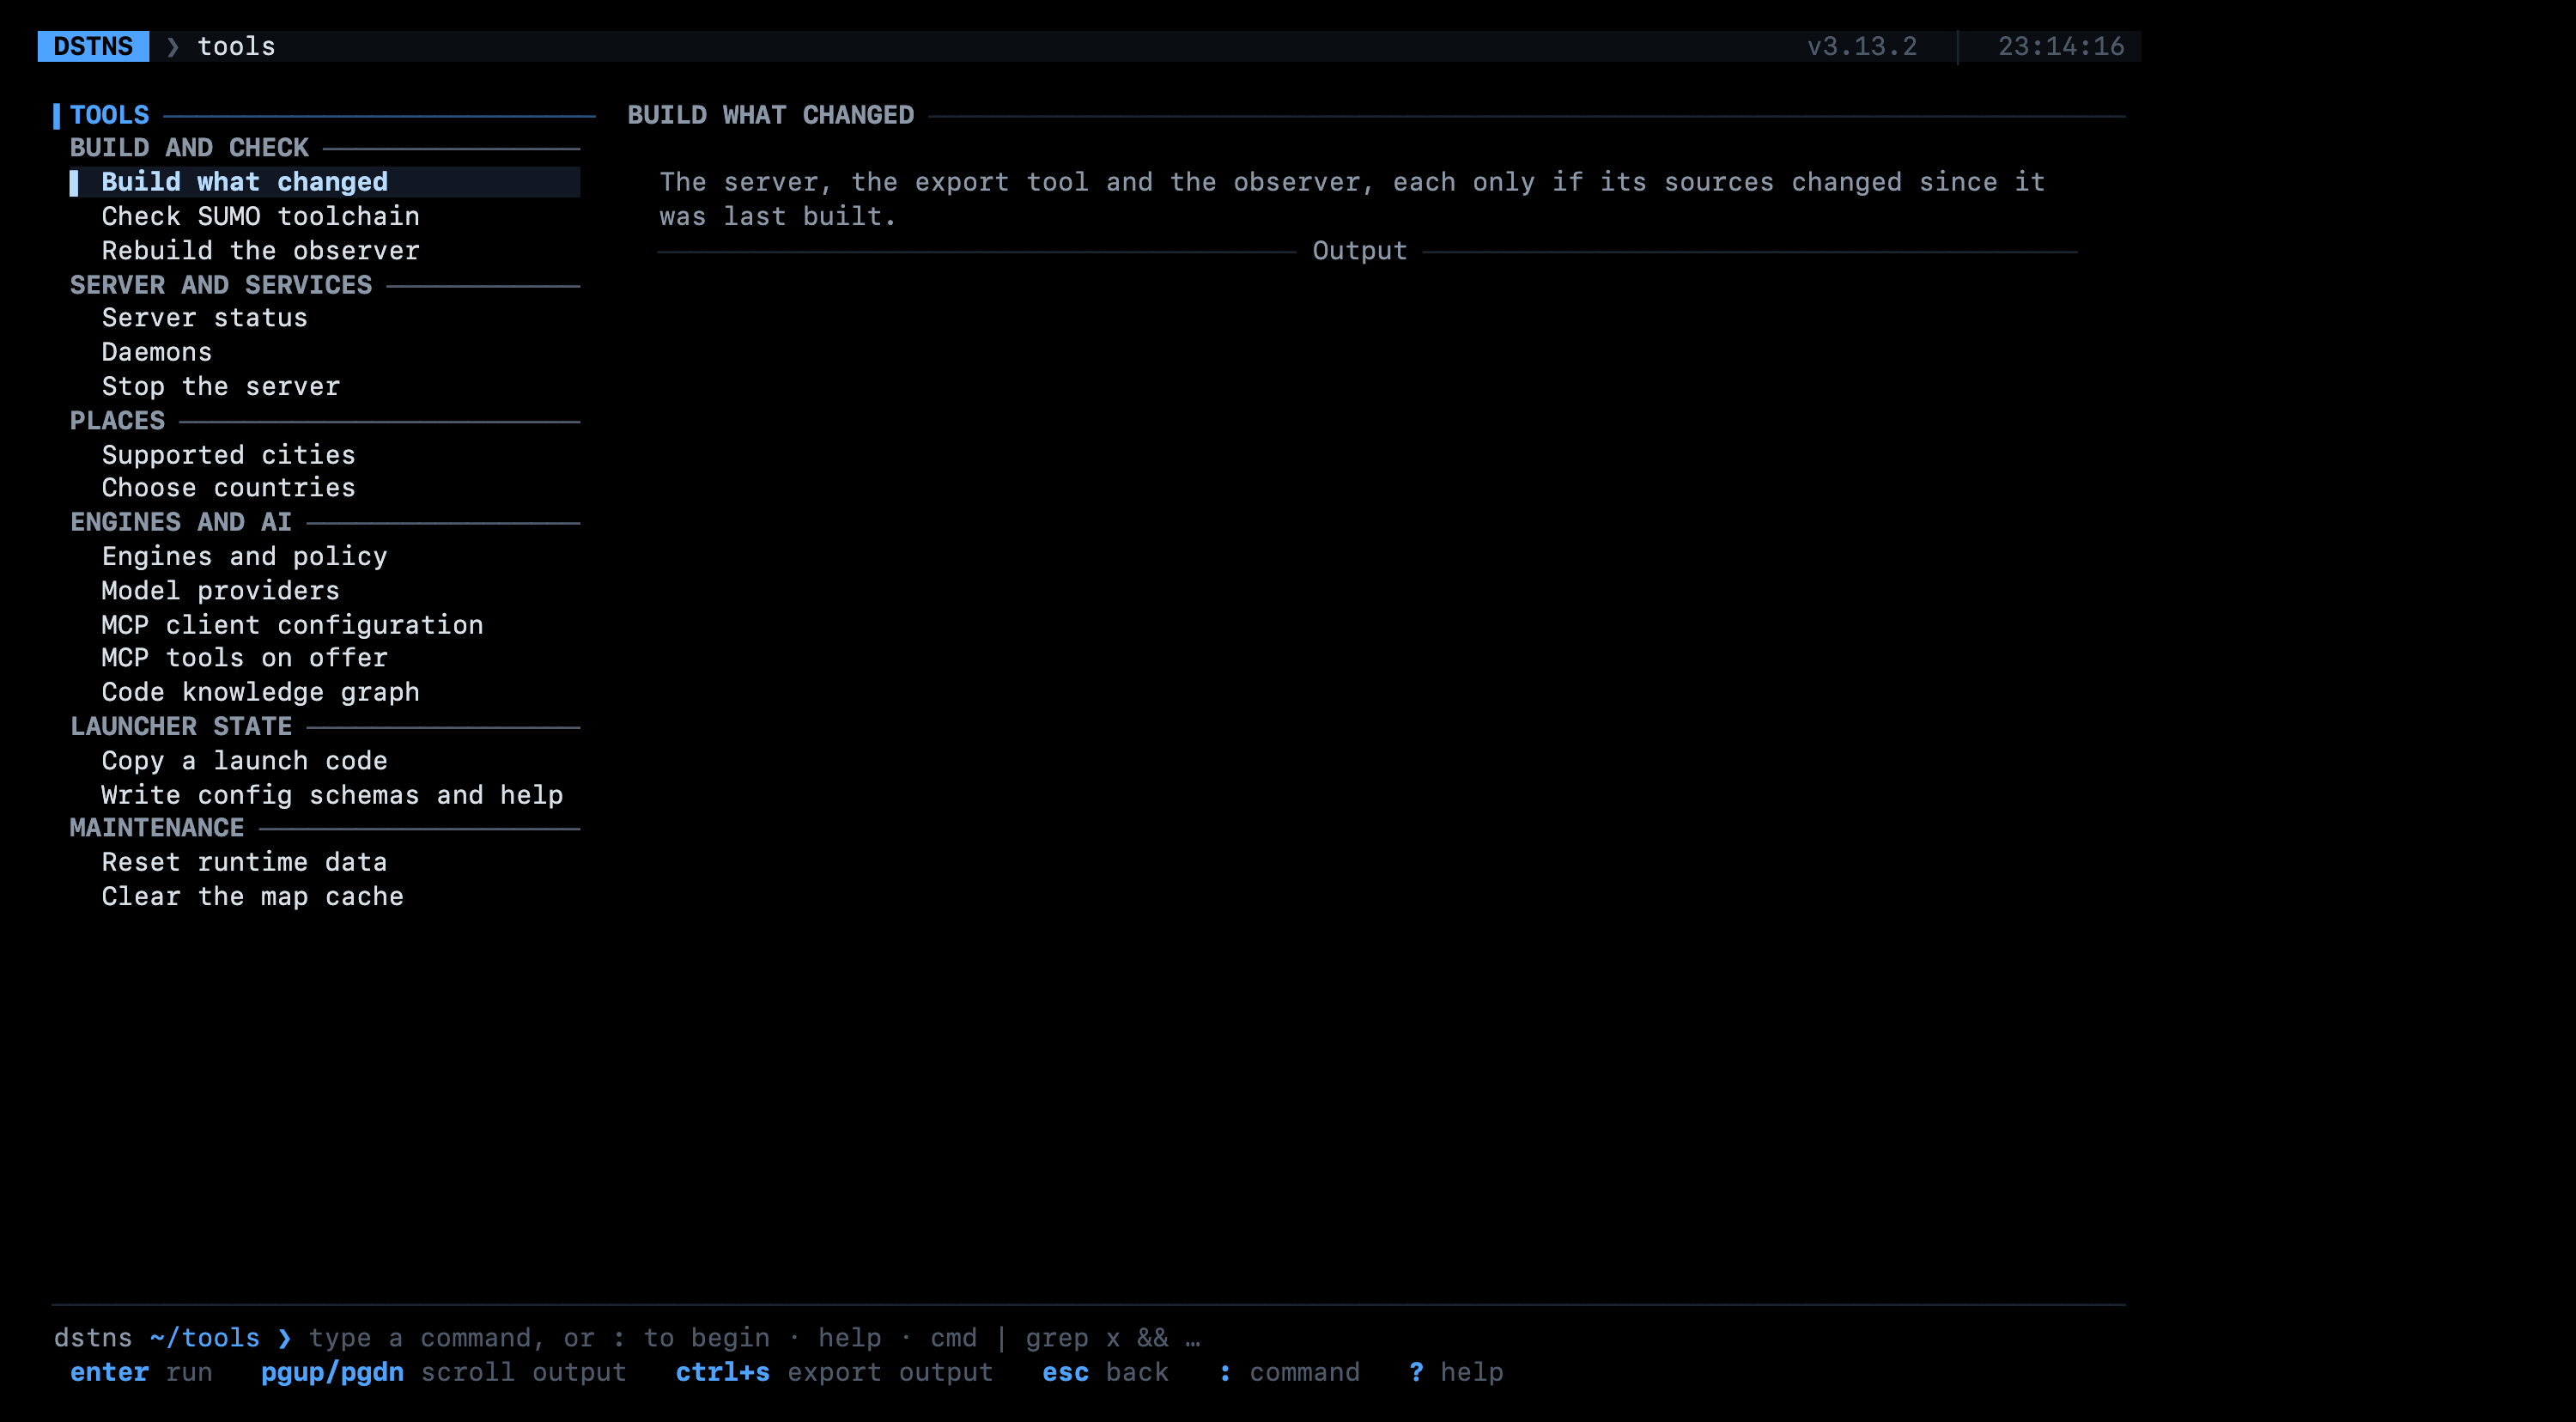 DSTNS ❯ tools v3.13.2 │ 23:14:16
TOOLS
BUILD AND CHECK
Build what changed
Check SUMO toolchain
Rebuild the observer
SERVER AND SERVICES
Server status
Daemons
Stop the server
PLACES
Supported cities
Choose countries
ENGINES AND AI
Engines and policy
Model providers
MCP client configuration
MCP tools on offer
Code knowledge graph
LAUNCHER STATE
Copy a launch code
Write config schemas and help
MAINTENANCE
Reset runtime data
Clear the map cache
BUILD WHAT CHANGED
The server, the export tool and the observer, each only if its sources changed since it
was last built.
Output
dstns ~/tools ❯ type a command, or : to begin · help · cmd | grep x && …
enter run pgup/pgdn scroll output ctrl+s export output esc back : command ? help